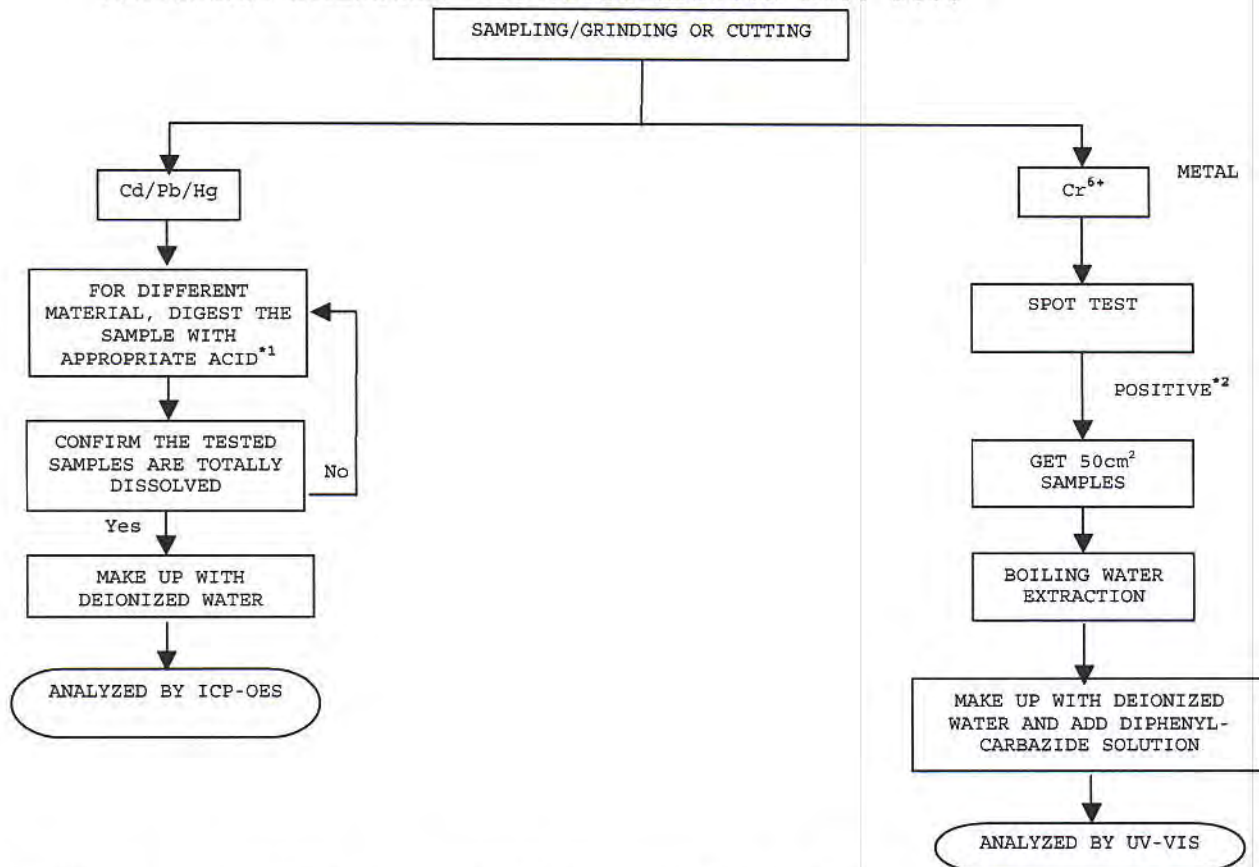 SAMPLING/GRINDING OR CUTTING
Cd/Pb/Hg
FOR DIFFERENT
MATERIAL, DIGEST THE
SAMPLE WITH
APPROPRIATE ACID*1
CONFIRM THE TESTED
SAMPLES ARE TOTALLY
DISSOLVED
No
Yes
MAKE UP WITH
DEIONIZED WATER
ANALYZED BY ICP-OES
METAL
Cr6+
SPOT TEST
POSITIVE*2
GET 50cm2
SAMPLES
BOILING WATER
EXTRACTION
MAKE UP WITH DEIONIZED
WATER AND ADD DIPHENYL-
CARBAZIDE SOLUTION
ANALYZED BY UV-VIS